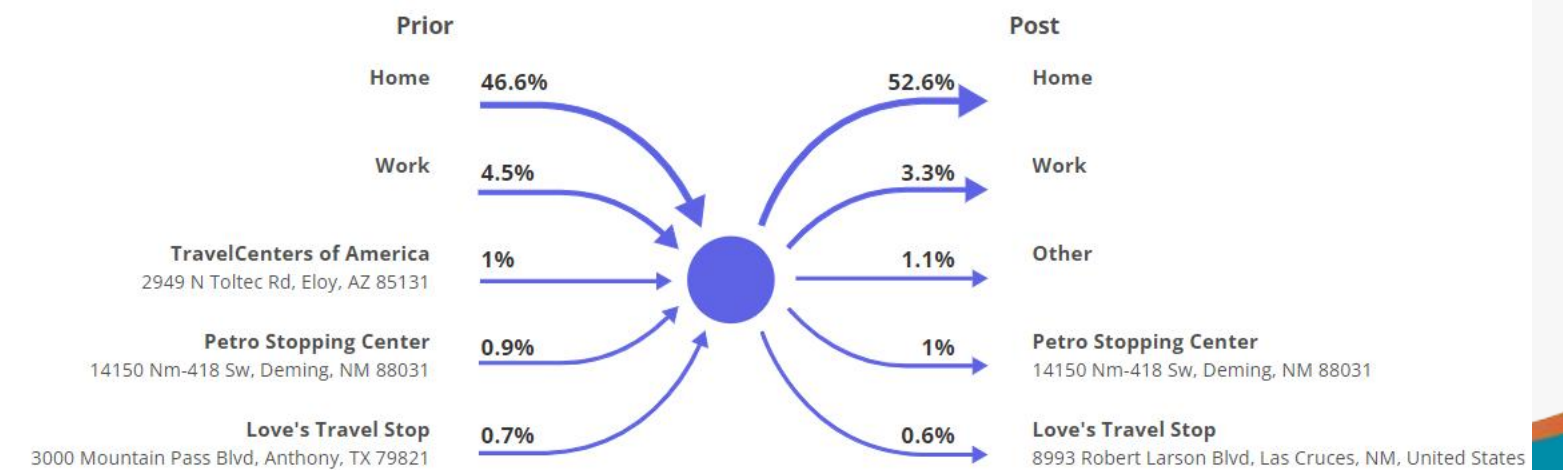 Prior
Post
Home
46.6%
52.6%
Home
Work
4.5%
3.3%
Work
TravelCenters of America
2949 N Toltec Rd, Eloy, AZ 85131
1%
1.1%
Other
Petro Stopping Center
14150 Nm-418 Sw, Deming, NM 88031
0.9%
1%
Petro Stopping Center
14150 Nm-418 Sw, Deming, NM 88031
Love's Travel Stop
3000 Mountain Pass Blvd, Anthony, TX 79821
0.7%
0.6%
Love's Travel Stop
8993 Robert Larson Blvd, Las Cruces, NM, United States